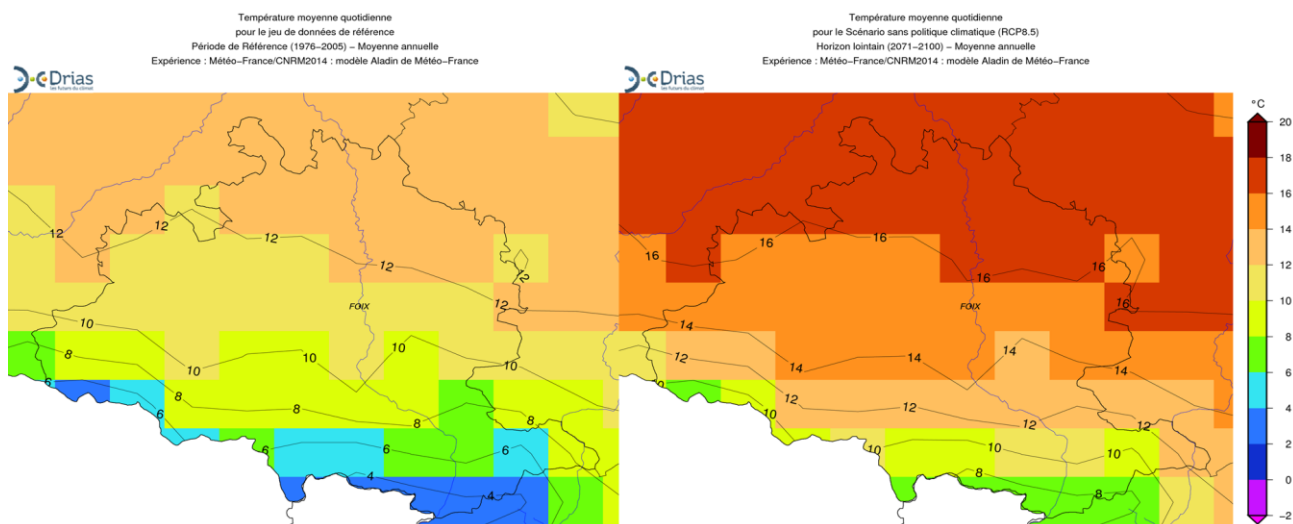 Température moyenne quotidienne
pour le jeu de données de référence
Période de Référence (1976–2005) – Moyenne annuelle
Expérience : Météo–France/CNRM2014 : modèle Aladin de Météo–France
Drias
les futurs du climat
Température moyenne quotidienne
pour le Scénario sans politique climatique (RCP8.5)
Horizon lointain (2071–2100) – Moyenne annuelle
Expérience : Météo–France/CNRM2014 : modèle Aladin de Météo–France
Drias
les futurs du climat
12 12 12
12 12
12
FOIX
10 10
8 10 10 10
6 8 8 8
6 6 6 6
4 4
16 16
16 16 16
16
FOIX
14
12 14 14 14
10 12 12 12 12
10 10 10 10
8 8
°C
20
18
16
14
12
10
8
6
4
2
0
−2